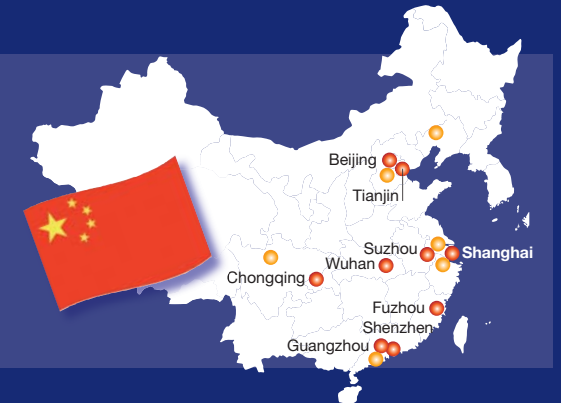 Beijing
Tianjin
Suzhou
Shanghai
Wuhan
Chongqing
Fuzhou
Shenzhen
Guangzhou